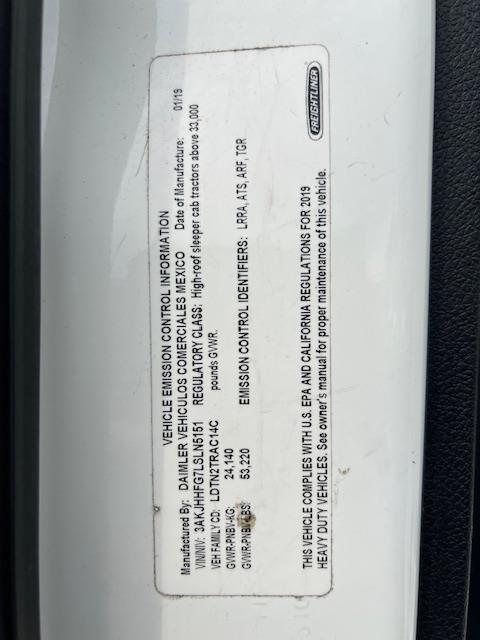 VEHICLE EMISSION CONTROL INFORMATION
Manufactured By: DAIMLER VEHICULOS COMERCIALES MEXICO Date of Manufacture: 01/19
VIN/NIV: 3AKJHHFG7LSLN5151 REGULATORY CLASS: High-roof sleeper cab tractors above 33,000
VEH FAMILY CD: LDTN2TRAC14C pounds GVWR.
GVWR-PNBV-KG: 24,140
GVWR-PNBV-LBS: 53,220 EMISSION CONTROL IDENTIFIERS: LRRA, ATS, ARF, TGR
THIS VEHICLE COMPLIES WITH U.S. EPA AND CALIFORNIA REGULATIONS FOR 2019
HEAVY DUTY VEHICLES. See owner's manual for proper maintenance of this vehicle.
FREIGHTLINER